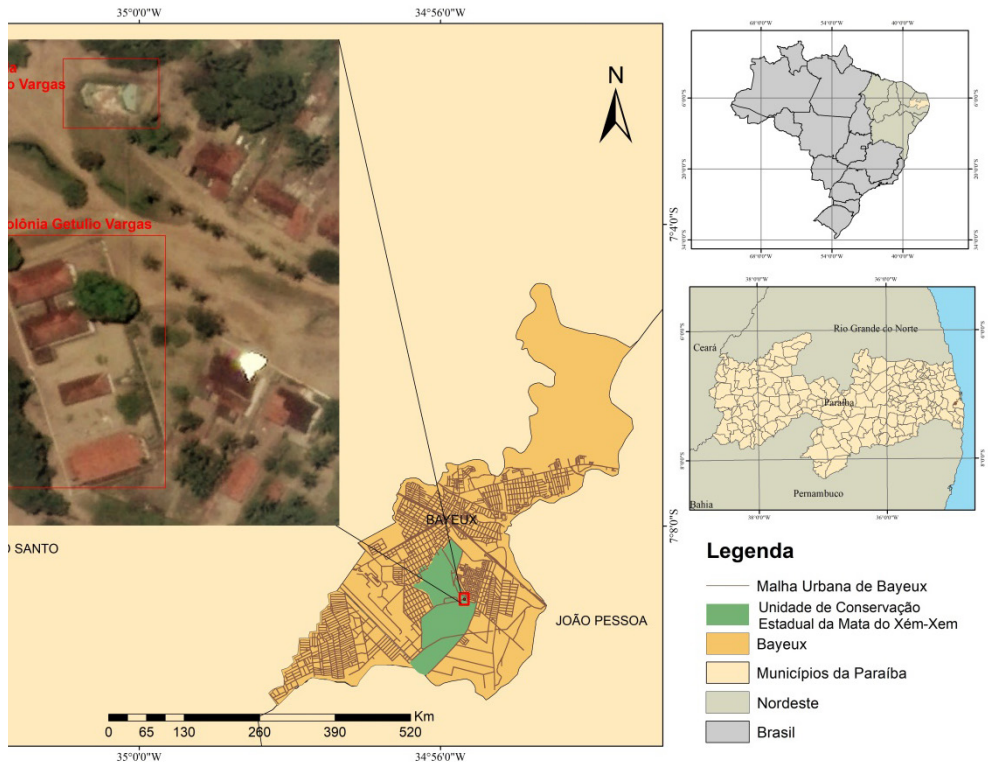 35°0'0"W
34°56'0"W
o Vargas
olônia Getulio Vargas
N
7°4'0"S
7°8'0"S
BAYEUX
O SANTO
JOÃO PESSOA
Km
0 65 130 260 390 520
35°0'0"W
34°56'0"W
Rio Grande do Norte
Ceará
Paraíba
Pernambuco
Bahia
Legenda
Malha Urbana de Bayeux
Unidade de Conservação
Estadual da Mata do Xém-Xem
Bayeux
Municípios da Paraíba
Nordeste
Brasil